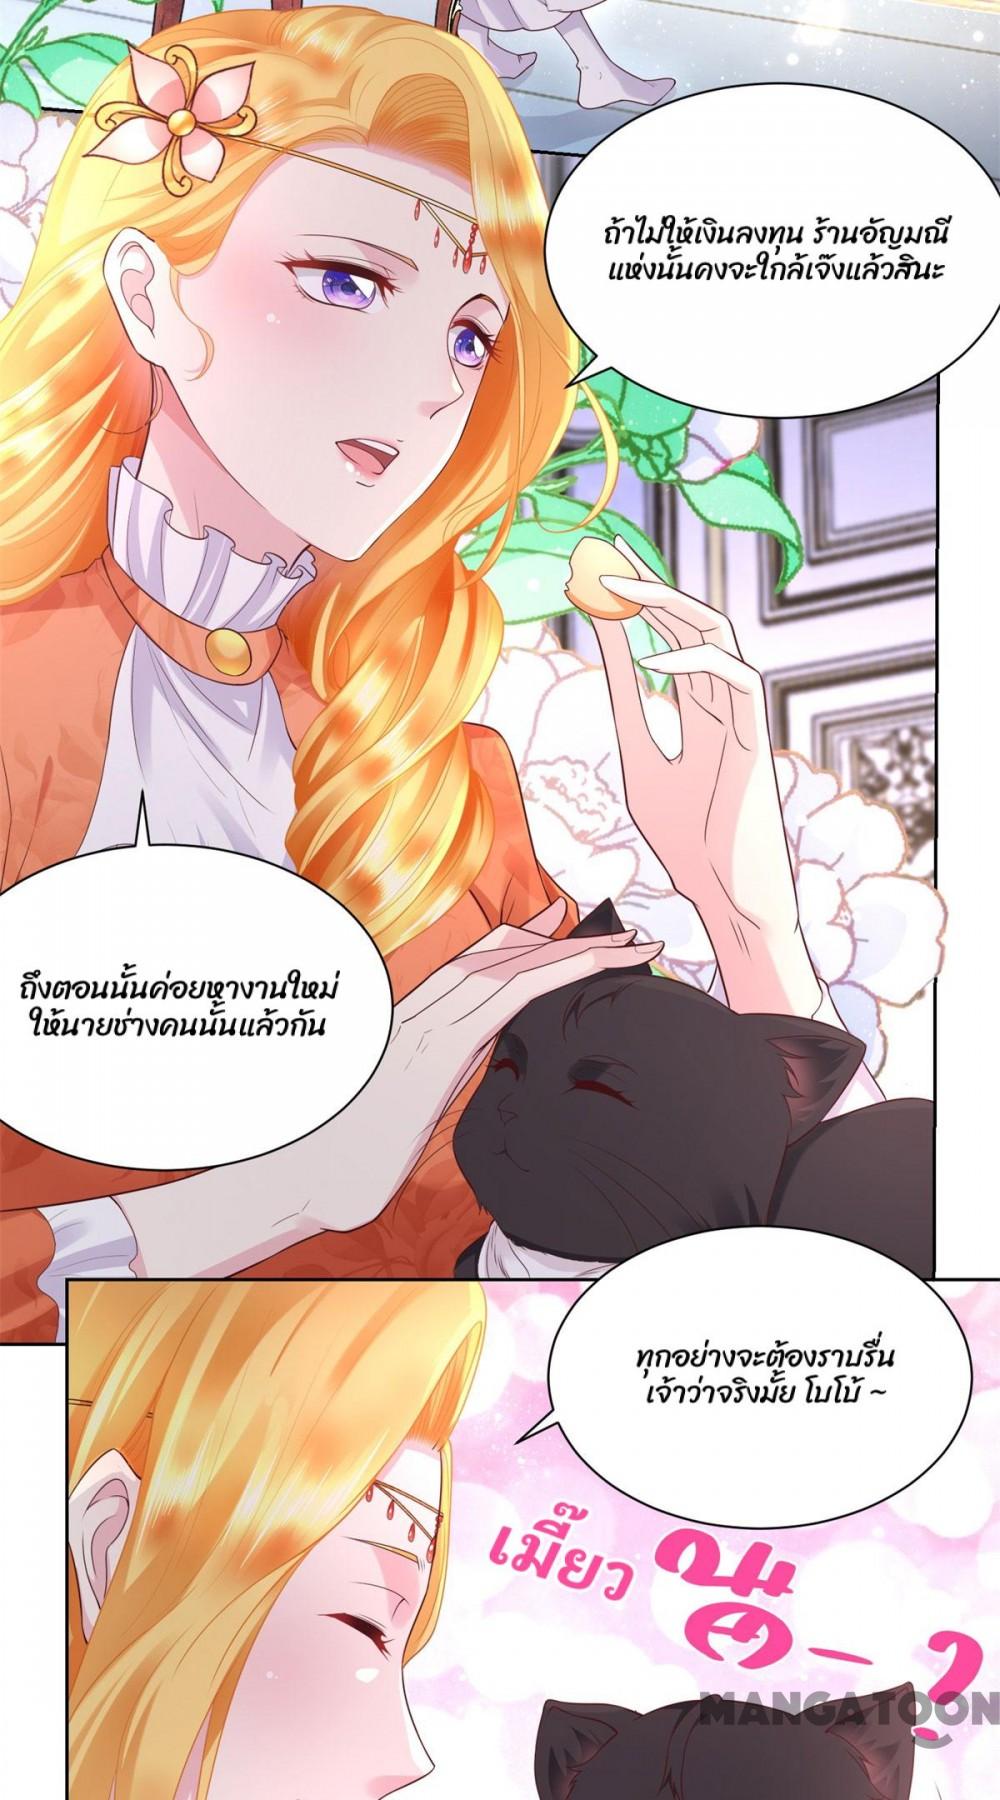 ถ้าไม่ให้เงินลงทุน ร้านอัญมณี
แห่งนั้นคงจะใกล้เจ๊งแล้วสินะ
ถึงตอนนั้นค่อยหางานใหม่
ให้นายช่างคนนั้นแล้วกัน
ทุกอย่างจะต้องราบรื่น
เจ้าว่าจริงมั้ย โบโบ้ ~
เมี๊ยว
MANGATOON